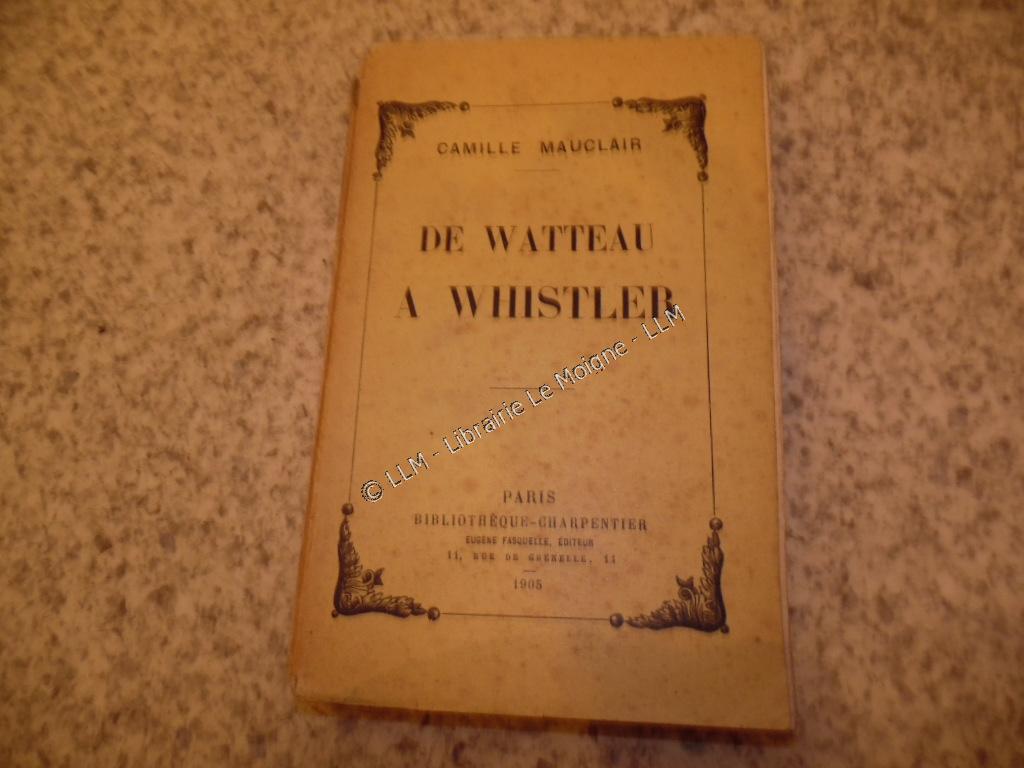 CAMILLE MAUCLAIR
DE WATTEAU
A WHISTLER
© LLM - Librairie Le Moigne - LLM
PARIS
BIBLIOTHÈQUE-CHARPENTIER
EUGÈNE FASQUELLE, ÉDITEUR
11, RUE DE GRENELLE, 11
1905